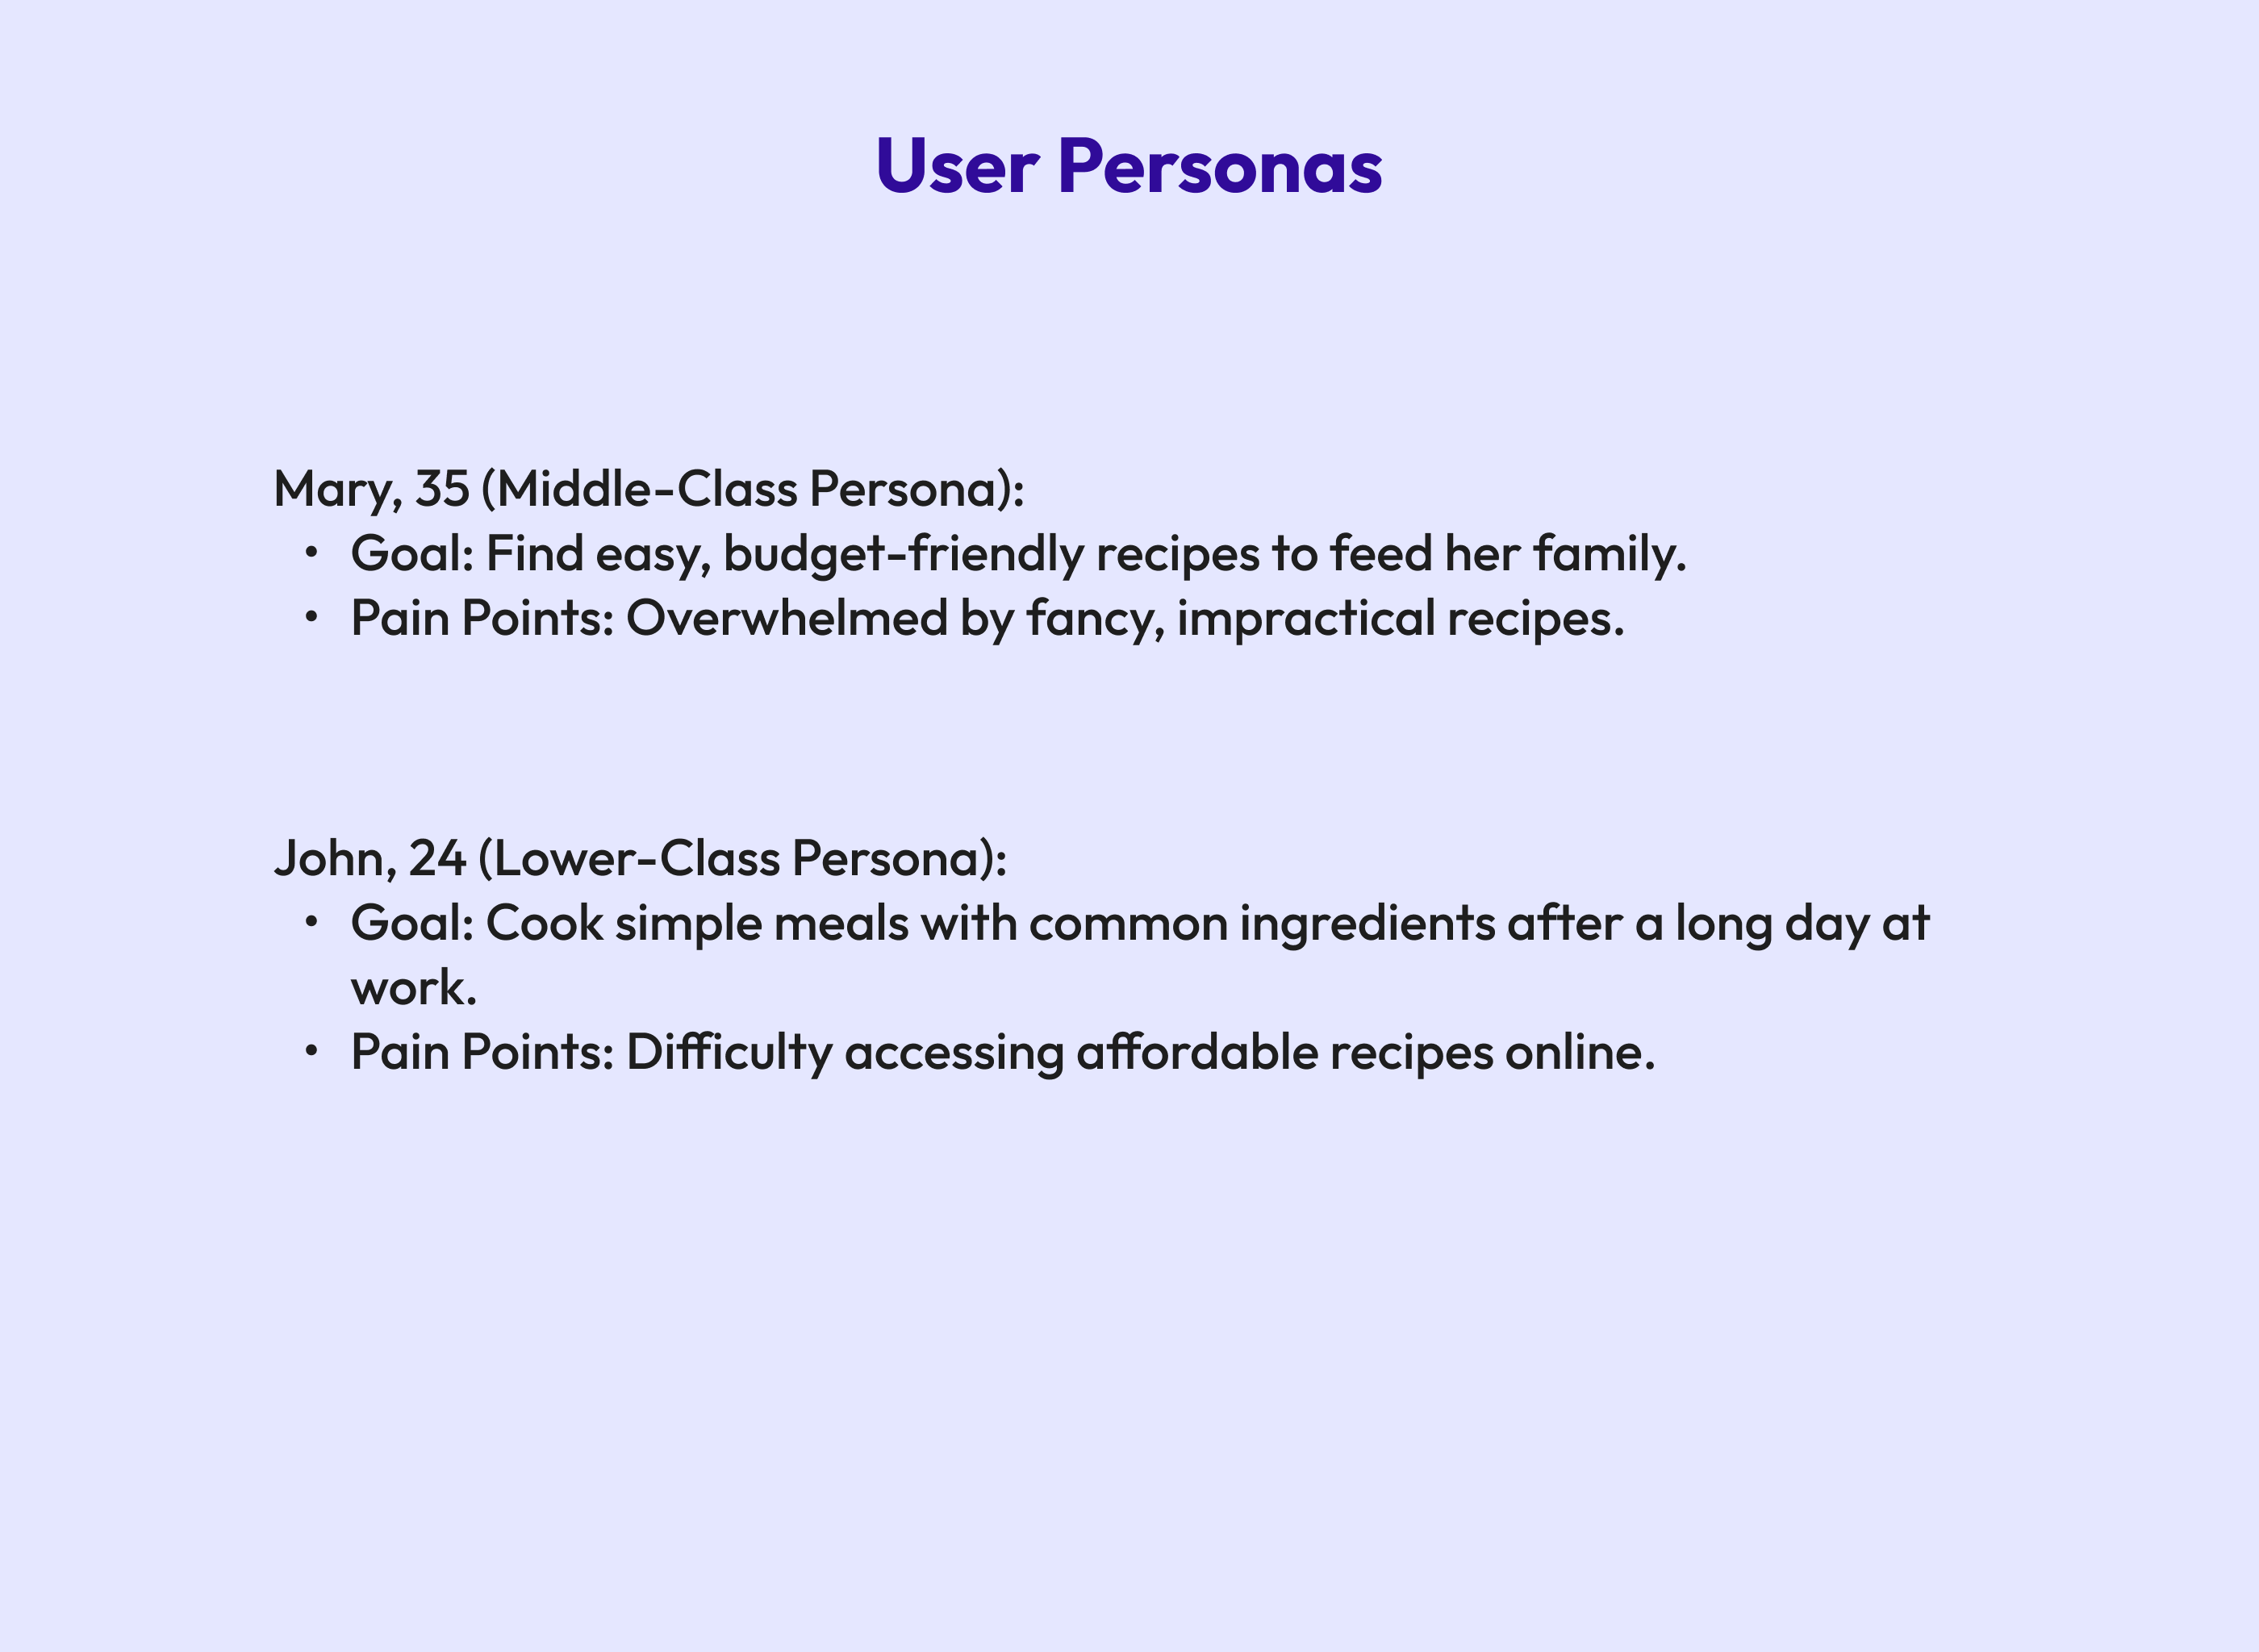 User Personas
Mary, 35 (Middle-Class Persona):
• Goal: Find easy, budget-friendly recipes to feed her family.
• Pain Points: Overwhelmed by fancy, impractical recipes.
John, 24 (Lower-Class Persona):
• Goal: Cook simple meals with common ingredients after a long day at
work.
• Pain Points: Difficulty accessing affordable recipes online.